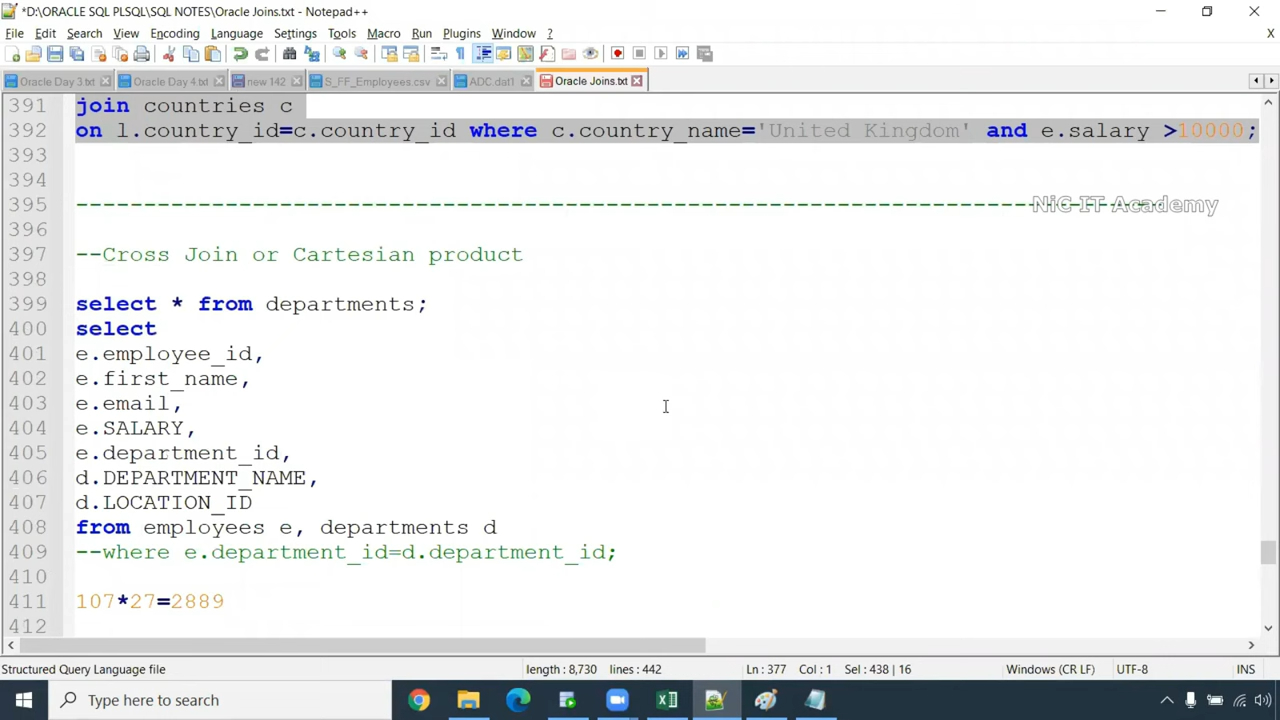 *D:\ORACLE SQL PLSQL\SQL NOTES\Oracle Joins.txt - Notepad++
File Edit Search View Encoding Language Settings Tools Macro Run Plugins Window ? X
Oracle Day 3.txt Oracle Day 4.txt new 142 S_FF_Employees.csv ADC.dat1 Oracle Joins.txt
391 join countries c
392 on l.country_id=c.country_id where c.country_name='United Kingdom' and e.salary >10000;
393
394
395 --------------------------------------------------------------------------------
NiC IT Academy
396
397 --Cross Join or Cartesian product
398
399 select * from departments;
400 select
401 e.employee_id,
402 e.first_name,
403 e.email,
404 e.SALARY,
405 e.department_id,
406 d.DEPARTMENT_NAME,
407 d.LOCATION_ID
408 from employees e, departments d
409 --where e.department_id=d.department_id;
410
411 107*27=2889
412
Structured Query Language file length : 8,730 lines : 442 Ln : 377 Col : 1 Sel : 438 | 16 Windows (CR LF) UTF-8 INS
Type here to search